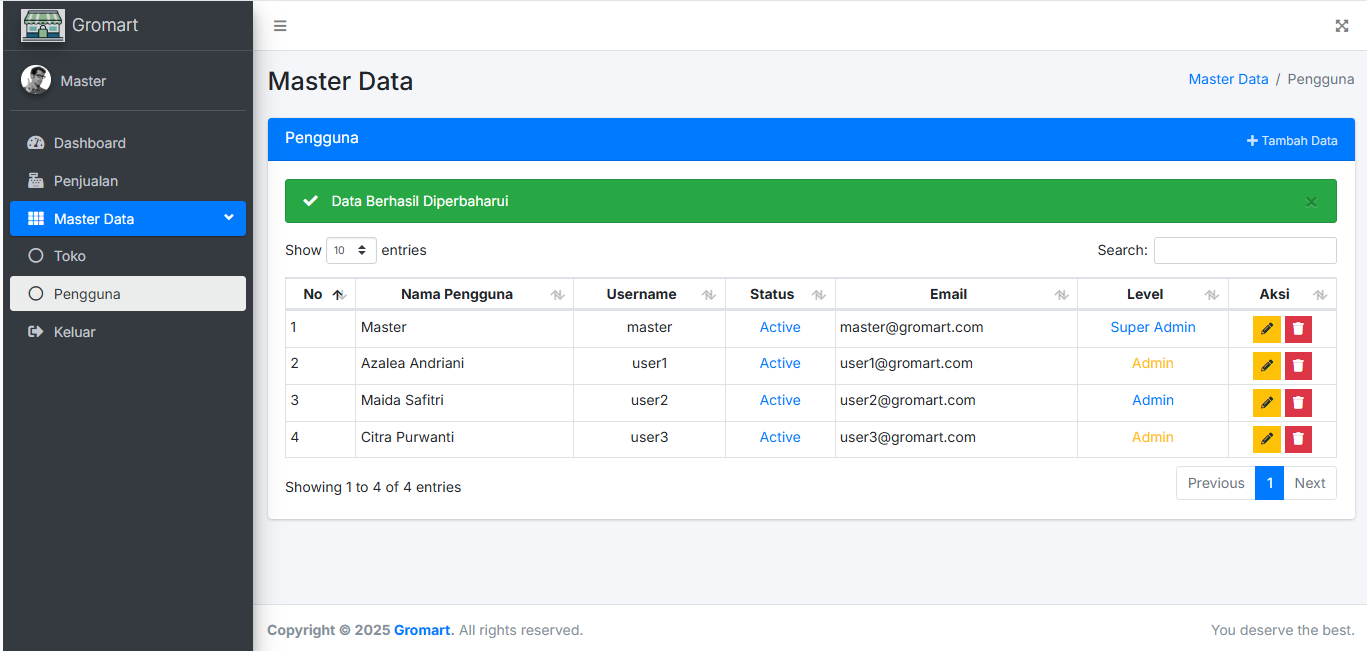 Gromart
Master
Dashboard
Penjualan
Master Data
Toko
Pengguna
Keluar
Master Data
Master Data / Pengguna
Pengguna
Tambah Data
Data Berhasil Diperbaharui ×
Show 10 entries
Search:
No Nama Pengguna Username Status Email Level Aksi
1 Master master Active master@gromart.com Super Admin
2 Azalea Andriani user1 Active user1@gromart.com Admin
3 Maida Safitri user2 Active user2@gromart.com Admin
4 Citra Purwanti user3 Active user3@gromart.com Admin
Showing 1 to 4 of 4 entries
Previous 1 Next
Copyright © 2025 Gromart. All rights reserved.
You deserve the best.